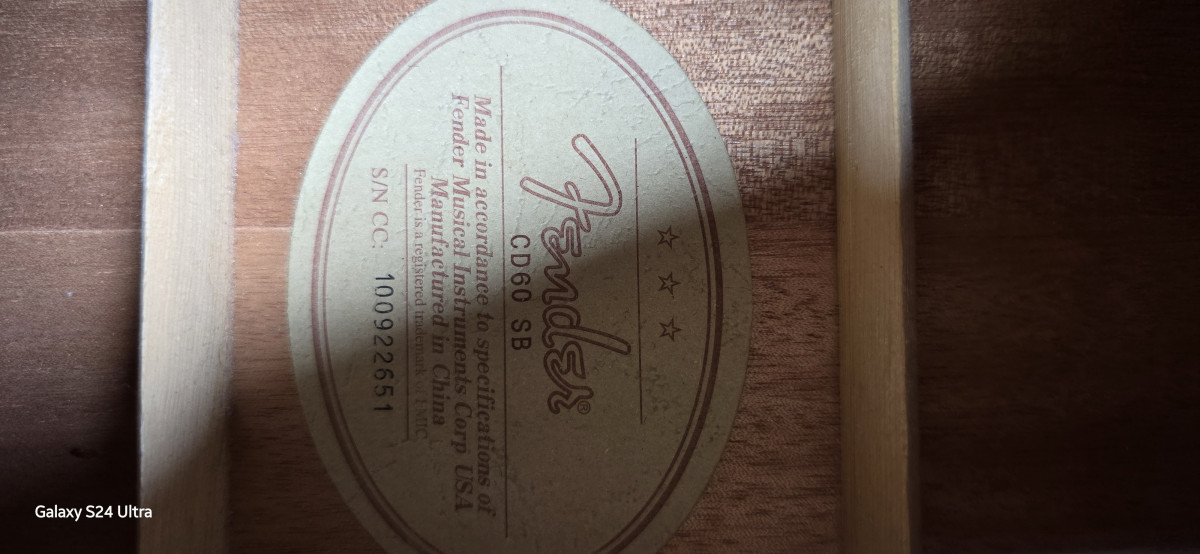 ☆ ☆ ☆
Fender®
CD60 SB
Made in accordance to specifications of
Fender Musical Instruments Corp USA
Manufactured in China
Fender is a registered trademark of FMIC
S/N CC: 100922651
Galaxy S24 Ultra